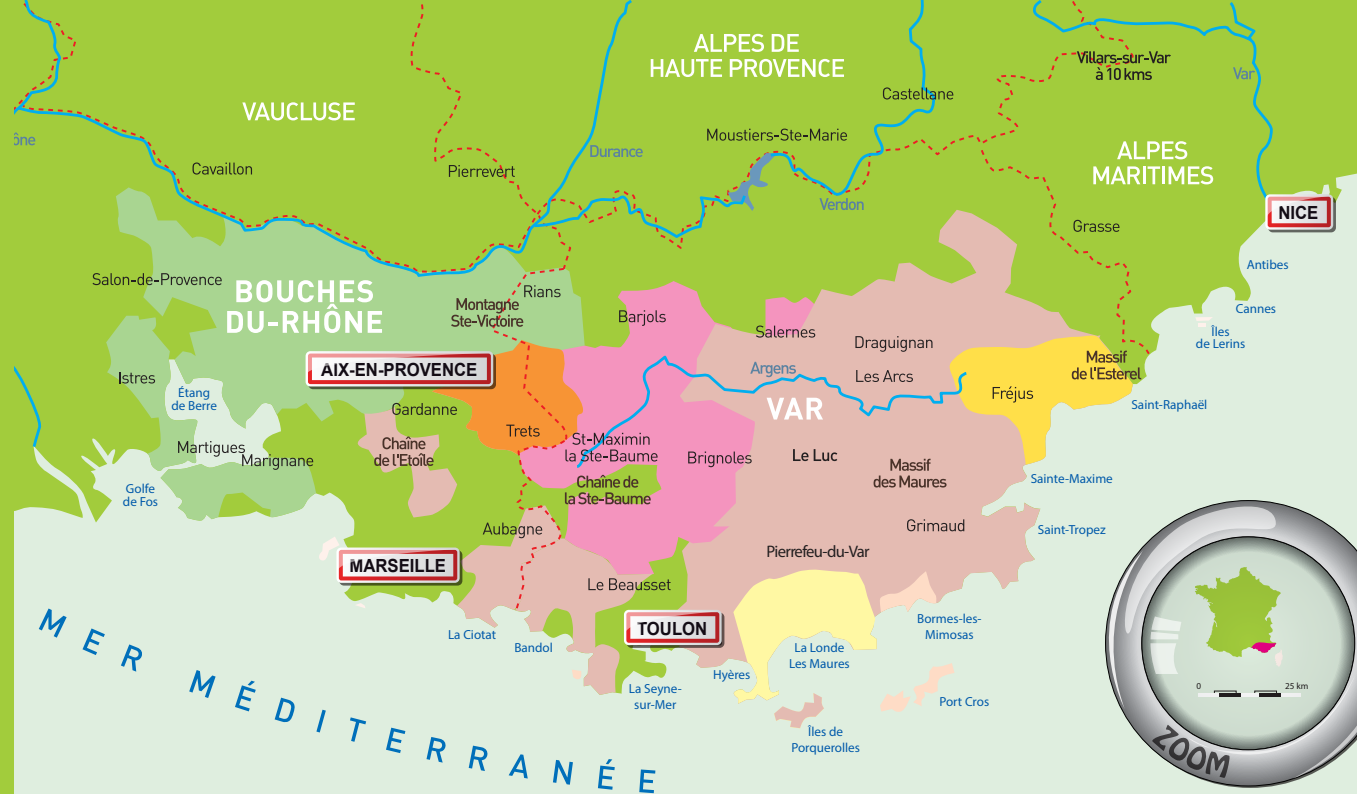 ALPES DE
HAUTE PROVENCE
Villars-sur-Var
à 10 kms
Var
VAUCLUSE
Castellane
Moustiers-Ste-Marie
Durance
ALPES
MARITIMES
Cavaillon
Pierrevert
Verdon
NICE
Grasse
Antibes
Salon-de-Provence
BOUCHES
DU-RHÔNE
Rians
Montagne
Ste-Victoire
Barjols
Salernes
Cannes
Îles
de Lerins
Draguignan
AIX-EN-PROVENCE
Argens
Les Arcs
Massif
de l'Esterel
Istres
Étang
de Berre
Fréjus
Saint-Raphaël
Gardanne
VAR
Trets
Chaîne
de l'Etoîle
St-Maximin
la Ste-Baume
Martigues
Marignane
Brignoles
Le Luc
Massif
des Maures
Chaîne de
la Ste-Baume
Sainte-Maxime
Golfe
de Fos
Aubagne
Grimaud
Saint-Tropez
MARSEILLE
Pierrefeu-du-Var
Le Beausset
TOULON
La Ciotat
Bandol
Bormes-les-
Mimosas
La Londe
Les Maures
Hyères
La Seyne-
sur-Mer
Port Cros
Îles de
Porquerolles
MER MÉDITERRANÉE
0 25 km
ZOOM